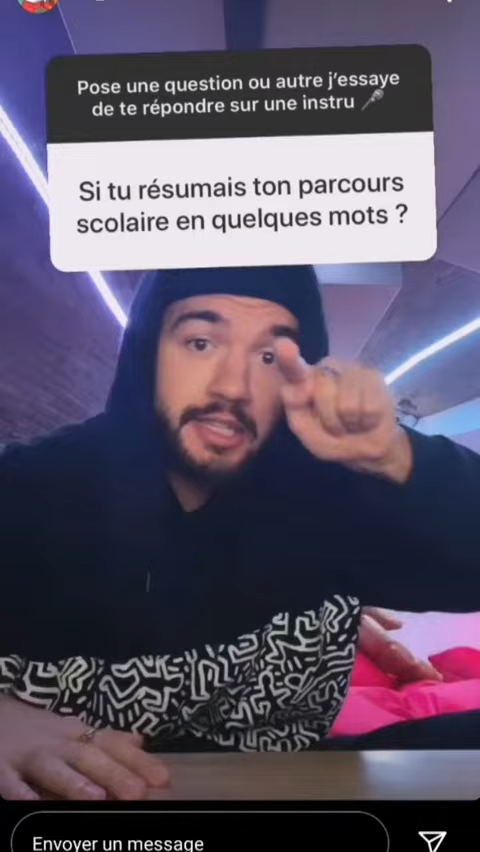 Pose une question ou autre j’essaye
de te répondre sur une instru 🎤
Si tu résumais ton parcours
scolaire en quelques mots ?
Envoyer un message